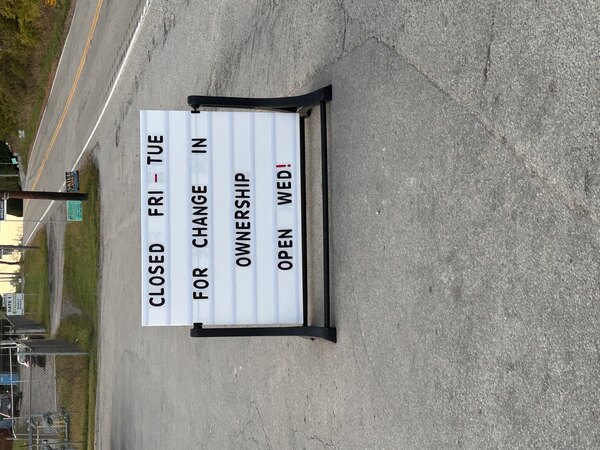 CLOSED FRI - TUE
FOR CHANGE IN
OWNERSHIP
OPEN WED!